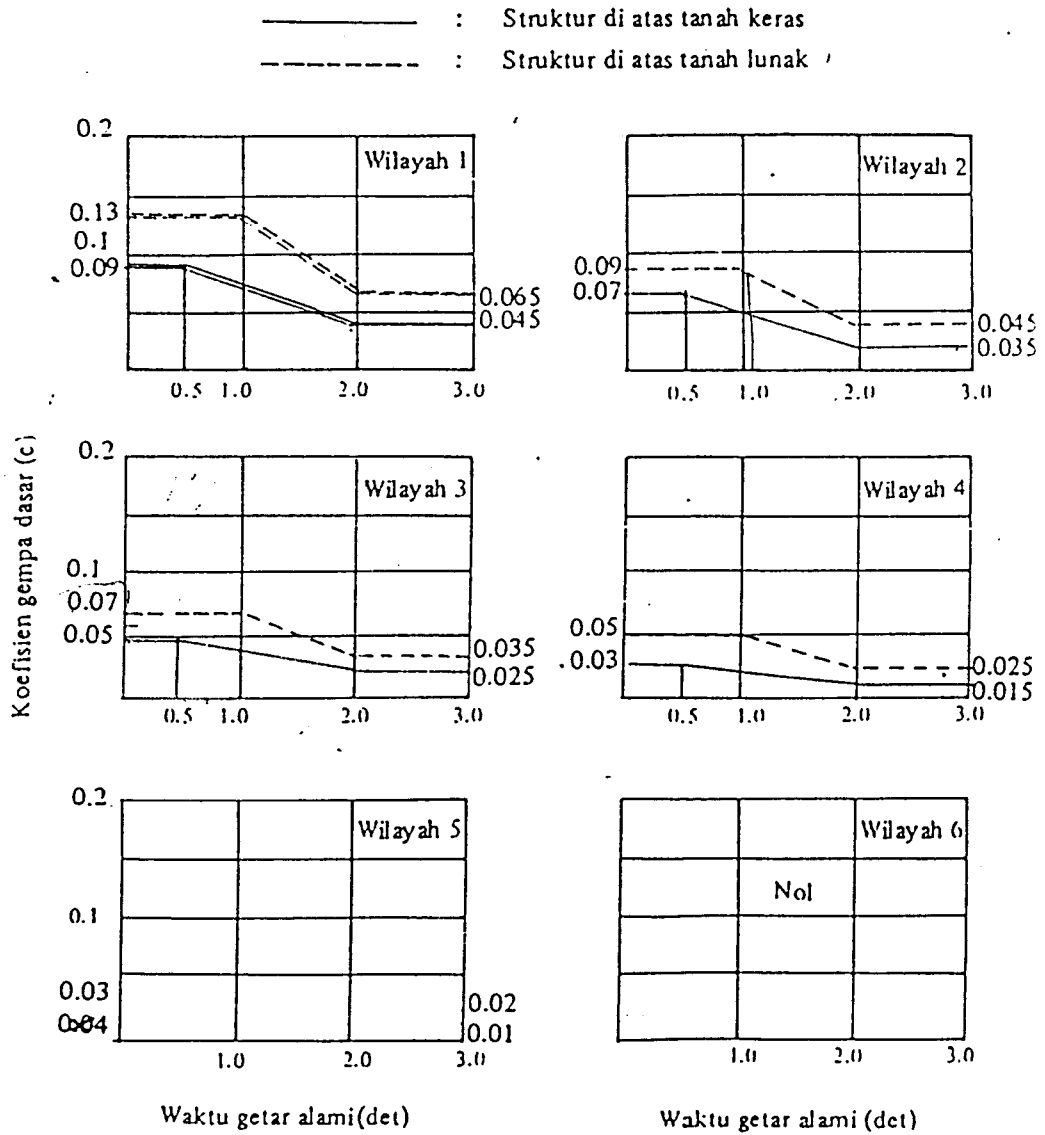 : Struktur di atas tanah keras
: Struktur di atas tanah lunak
Koefisien gempa dasar (c)
Wilayah 1
0.2
0.13
0.1
0.09
0.065
0.045
0.5 1.0 2.0 3.0
Wilayah 2
0.09
0.07
0.045
0.035
0.5 1.0 2.0 3.0
Wilayah 3
0.2
0.1
0.07
0.05
0.035
0.025
0.5 1.0 2.0 3.0
Wilayah 4
0.05
0.03
0.025
0.015
0.5 1.0 2.0 3.0
Wilayah 5
0.2
0.1
0.03
0.02
0.01
1.0 2.0 3.0
Waktu getar alami (det)
Wilayah 6
Nol
1.0 2.0 3.0
Waktu getar alami (det)